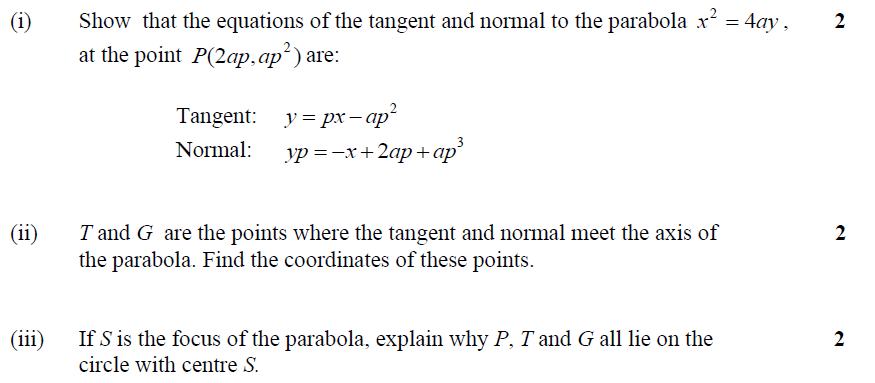 (i) Show that the equations of the tangent and normal to the parabola x² = 4ay, 2
at the point P(2ap, ap²) are:
Tangent: y = px − ap²
Normal: yp = −x + 2ap + ap³
(ii) T and G are the points where the tangent and normal meet the axis of 2
the parabola. Find the coordinates of these points.
(iii) If S is the focus of the parabola, explain why P, T and G all lie on the 2
circle with centre S.